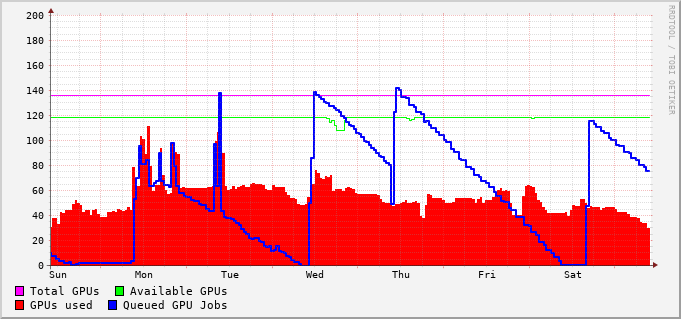 200
180
160
140
120
100
80
60
40
20
0
Sun Mon Tue Wed Thu Fri Sat
Total GPUs Available GPUs
GPUs used Queued GPU Jobs
RRDTOOL / TOBI OETIKER